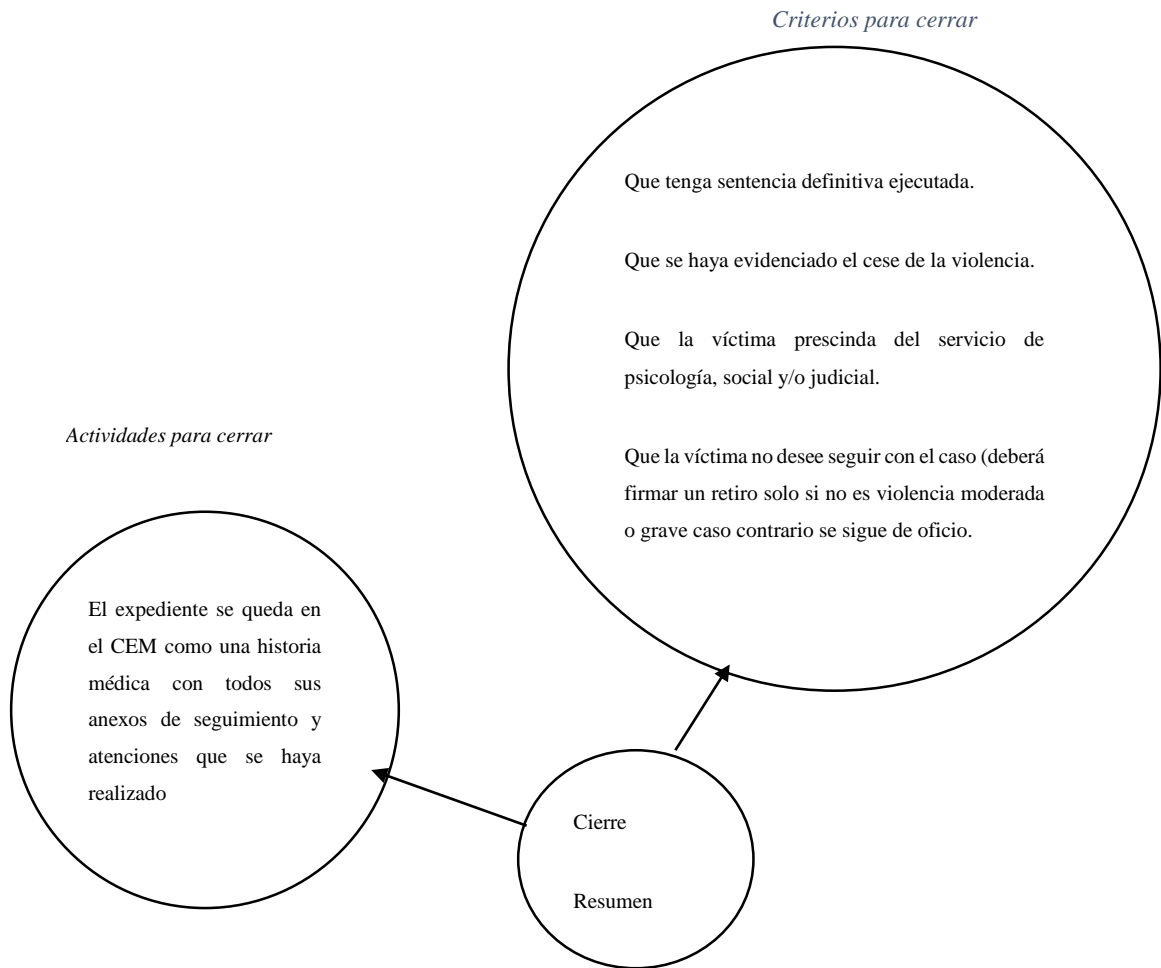 Criterios para cerrar
Que tenga sentencia definitiva ejecutada.
Que se haya evidenciado el cese de la violencia.
Que la víctima prescinda del servicio de
psicología, social y/o judicial.
Que la víctima no desee seguir con el caso (deberá
firmar un retiro solo si no es violencia moderada
o grave caso contrario se sigue de oficio.
Actividades para cerrar
El expediente se queda en
el CEM como una historia
médica con todos sus
anexos de seguimiento y
atenciones que se haya
realizado
Cierre
Resumen